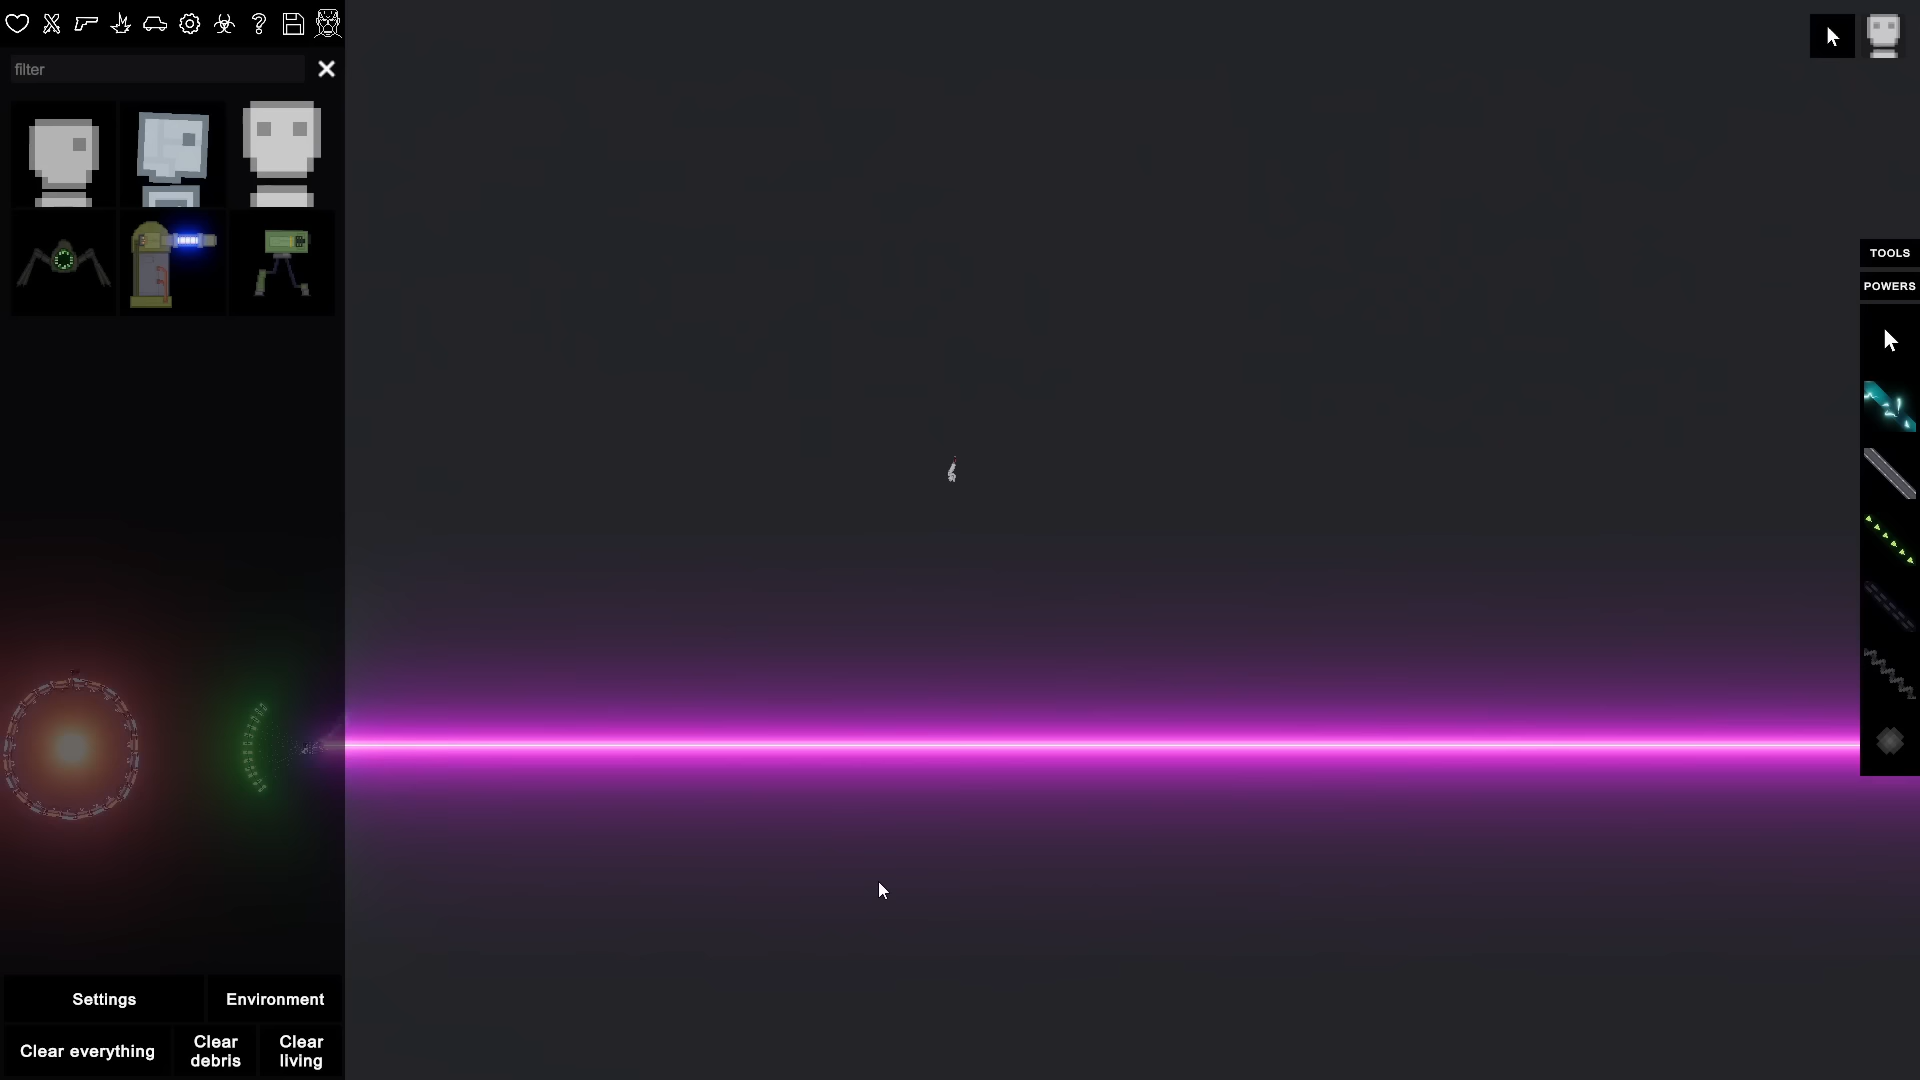 filter
TOOLS
POWERS
Settings
Environment
Clear everything
Clear
debris
Clear
living